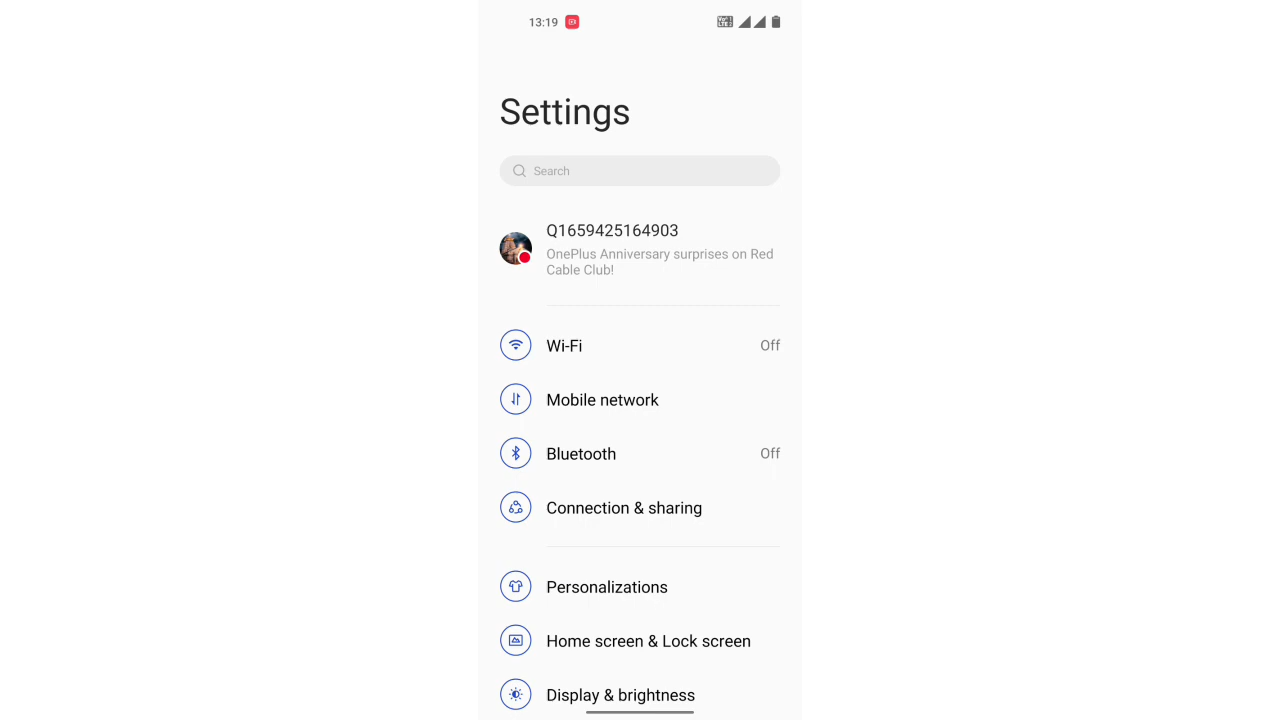 13:19
Settings
Search
Q1659425164903
OnePlus Anniversary surprises on Red
Cable Club!
Wi-Fi Off
Mobile network
Bluetooth Off
Connection & sharing
Personalizations
Home screen & Lock screen
Display & brightness